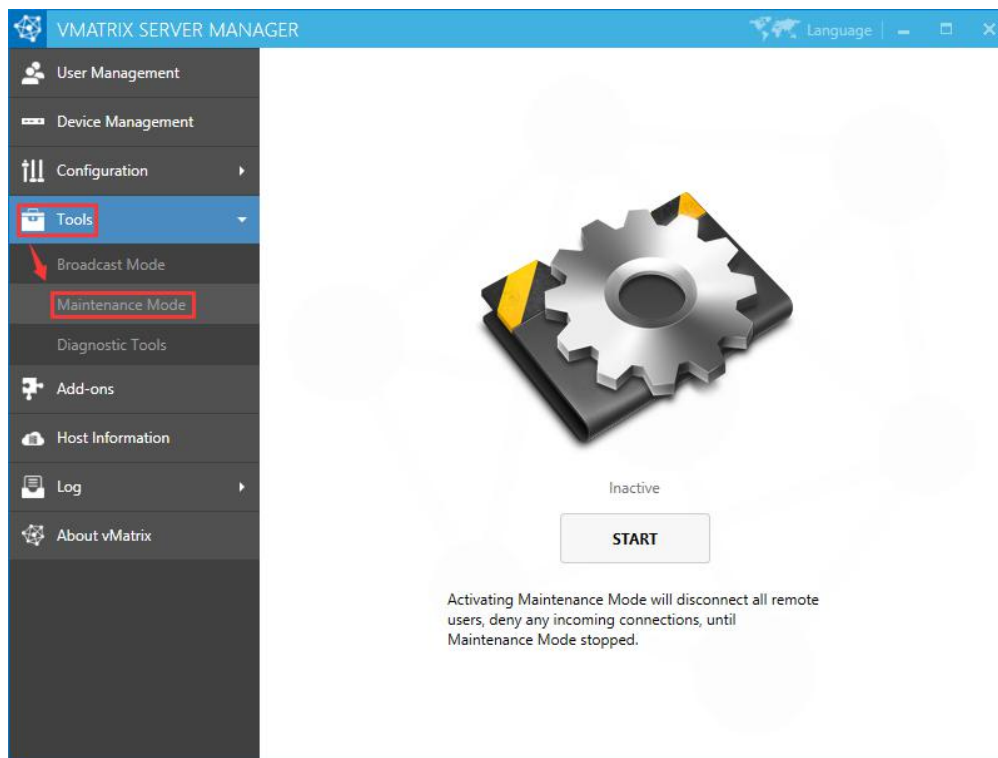 VMATRIX SERVER MANAGER
Language
User Management
Device Management
Configuration
Tools
Broadcast Mode
Maintenance Mode
Diagnostic Tools
Add-ons
Host Information
Log
About vMatrix
Inactive
START
Activating Maintenance Mode will disconnect all remote
users, deny any incoming connections, until
Maintenance Mode stopped.